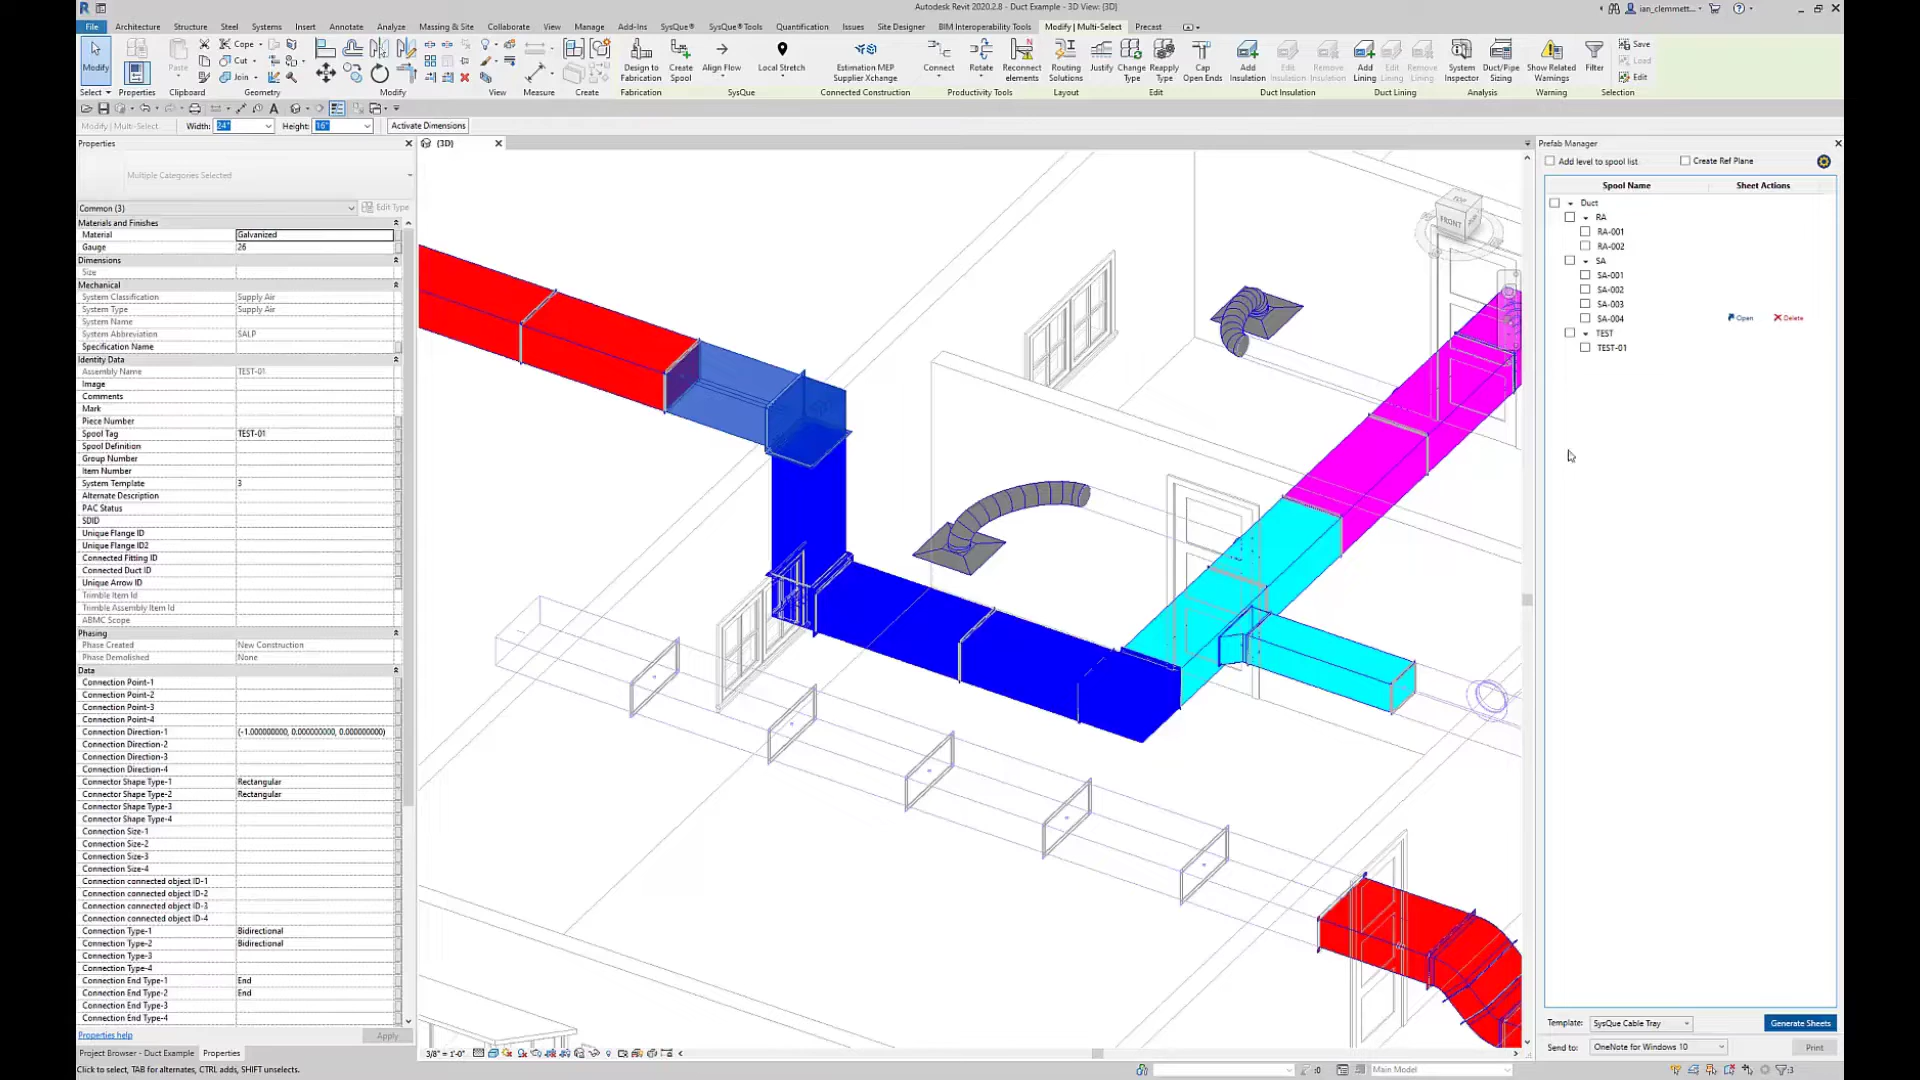 Autodesk Revit 2020.2.8 - Duct Example - 3D View: {3D}
ian_clemmett...
File Architecture Structure Steel Systems Insert Annotate Analyze Massing & Site Collaborate View Manage Add-Ins SysQue® SysQue® Tools Quantification Issues Site Designer BIM Interoperability Tools Modify | Multi-Select Precast
Modify
Select
Properties
Paste
Clipboard
Cope
Cut
Join
Geometry
Modify
View
Measure
Create
Design to Fabrication
Fabrication
Create Spool
Align Flow
SysQue
Local Stretch
Estimation MEP Supplier Xchange
Connected Construction
Connect
Rotate
Reconnect elements
Productivity Tools
Routing Solutions
Justify
Layout
Change Type
Reapply Type
Cap Open Ends
Edit
Add Insulation
Edit Insulation
Remove Insulation
Duct Insulation
Add Lining
Edit Lining
Remove Lining
Duct Lining
System Inspector
Duct/Pipe Sizing
Analysis
Show Related Warnings
Warning
Filter
Save
Load
Edit
Selection
Modify | Multi-Select
Width: 24"
Height: 16"
Activate Dimensions
Properties
Multiple Categories Selected
Common (3)
Edit Type
Materials and Finishes
Material Galvanized
Gauge 26
Dimensions
Size
Mechanical
System Classification Supply Air
System Type Supply Air
System Name
System Abbreviation SALP
Specification Name
Identity Data
Assembly Name TEST-01
Image
Comments
Mark
Piece Number
Spool Tag TEST-01
Spool Definition
Group Number
Item Number
System Template 3
Alternate Description
PAC Status
SDID
Unique Flange ID
Unique Flange ID2
Connected Fitting ID
Connected Duct ID
Unique Arrow ID
Trimble Item Id
Trimble Assembly Item Id
ABMC Scope
Phasing
Phase Created New Construction
Phase Demolished None
Data
Connection Point-1
Connection Point-2
Connection Point-3
Connection Point-4
Connection Direction-1 (-1.000000000, 0.000000000, 0.000000000)
Connection Direction-2
Connection Direction-3
Connection Direction-4
Connector Shape Type-1 Rectangular
Connector Shape Type-2 Rectangular
Connector Shape Type-3
Connector Shape Type-4
Connection Size-1
Connection Size-2
Connection Size-3
Connection Size-4
Connection connected object ID-1
Connection connected object ID-2
Connection connected object ID-3
Connection connected object ID-4
Connection Type-1 Bidirectional
Connection Type-2 Bidirectional
Connection Type-3
Connection Type-4
Connection End Type-1 End
Connection End Type-2 End
Connection End Type-3
Connection End Type-4
Properties help
Apply
Project Browser - Duct Example
Properties
Click to select, TAB for alternates, CTRL adds, SHIFT unselects.
{3D}
TOP
FRONT
3/8" = 1'-0"
:0
Main Model
:3
Prefab Manager
Add level to spool list
Create Ref Plane
Spool Name Sheet Actions
Duct
RA
RA-001
RA-002
SA
SA-001
SA-002
SA-003
SA-004 Open Delete
TEST
TEST-01
Template: SysQue Cable Tray
Generate Sheets
Send to: OneNote for Windows 10
Print